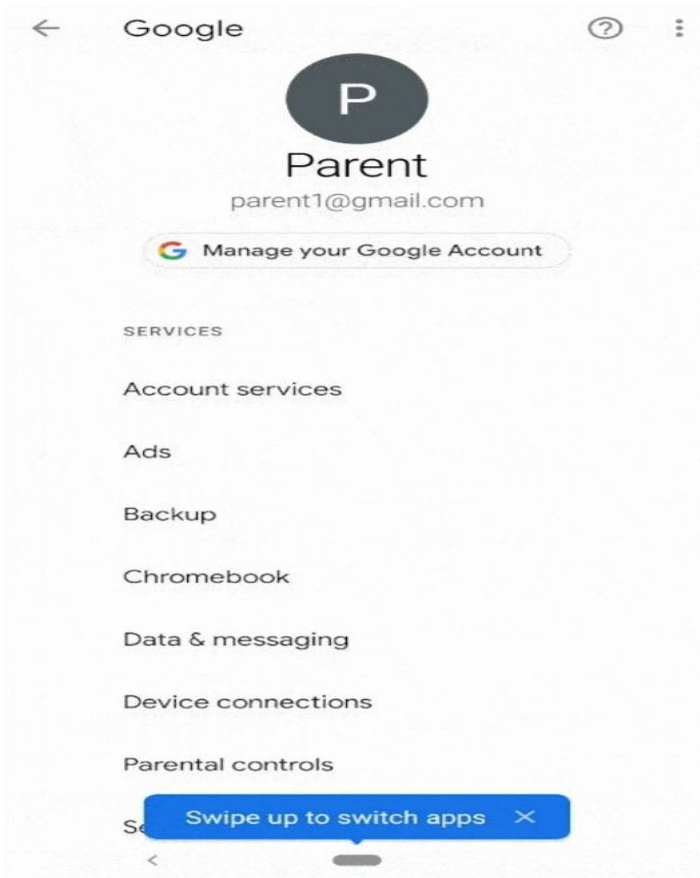 Google
P
Parent
parent1@gmail.com
Manage your Google Account
SERVICES
Account services
Ads
Backup
Chromebook
Data & messaging
Device connections
Parental controls
Swipe up to switch apps